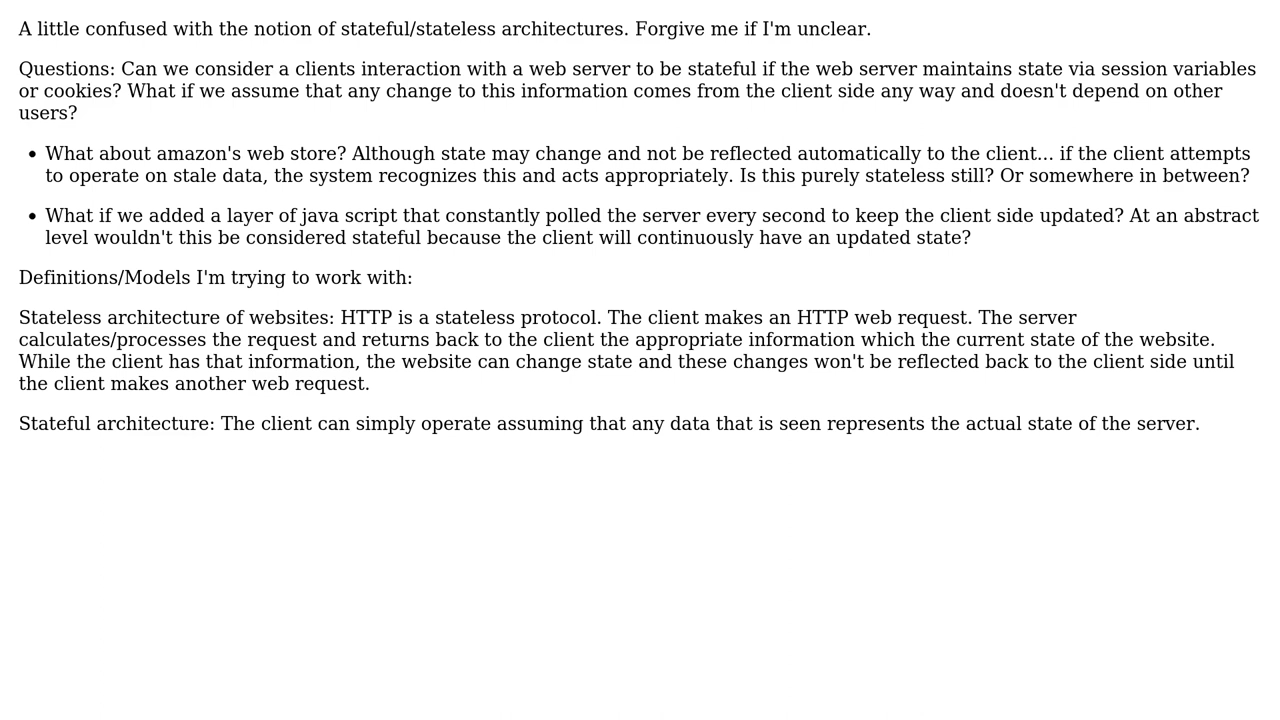 A little confused with the notion of stateful/stateless architectures. Forgive me if I'm unclear.
Questions: Can we consider a clients interaction with a web server to be stateful if the web server maintains state via session variables
or cookies? What if we assume that any change to this information comes from the client side any way and doesn't depend on other
users?
• What about amazon's web store? Although state may change and not be reflected automatically to the client... if the client attempts
to operate on stale data, the system recognizes this and acts appropriately. Is this purely stateless still? Or somewhere in between?
• What if we added a layer of java script that constantly polled the server every second to keep the client side updated? At an abstract
level wouldn't this be considered stateful because the client will continuously have an updated state?
Definitions/Models I'm trying to work with:
Stateless architecture of websites: HTTP is a stateless protocol. The client makes an HTTP web request. The server
calculates/processes the request and returns back to the client the appropriate information which the current state of the website.
While the client has that information, the website can change state and these changes won't be reflected back to the client side until
the client makes another web request.
Stateful architecture: The client can simply operate assuming that any data that is seen represents the actual state of the server.